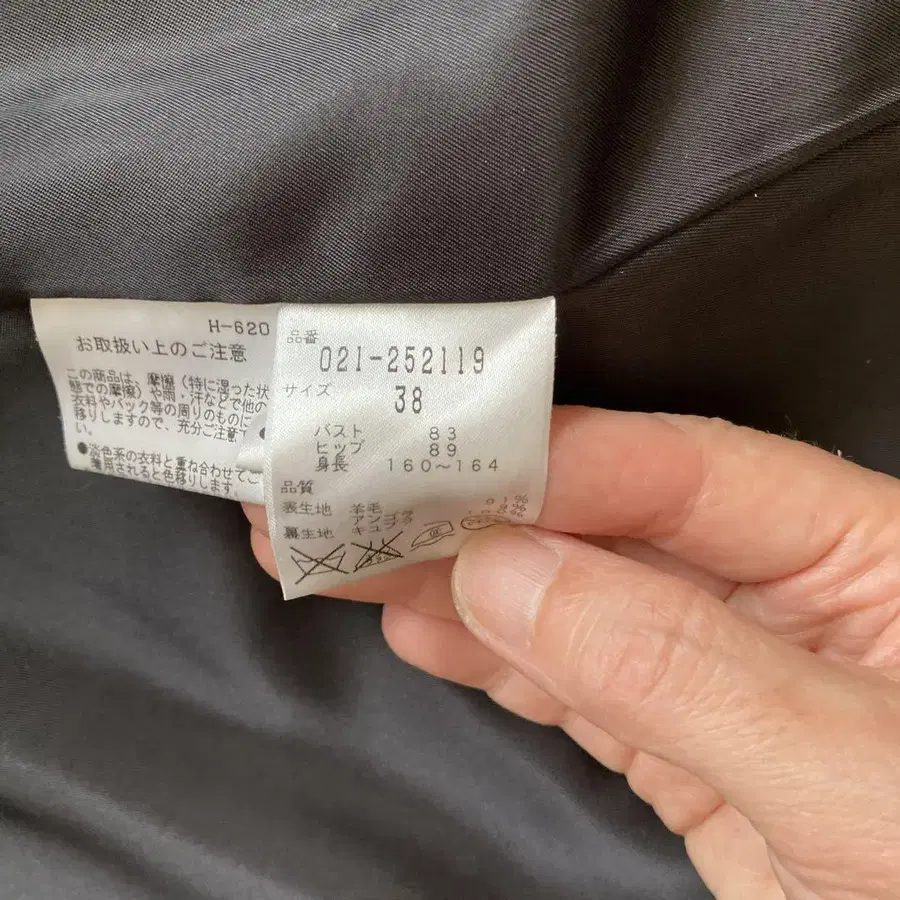 H-620
お取扱い上のご注意
この商品は、摩擦(特に湿った状
態での摩擦)や雨・汗などで他の
衣料やバック等の周りのものに
移りしますので、充分ご注意下
い。
●淡色系の衣料と重ね合わせてご
着用されると色移りします。
品番
021-252119
サイズ
38
バスト 83
ヒップ 89
身長 160~164
品質
表生地 羊毛
アンゴラ
裏生地 キュプラ